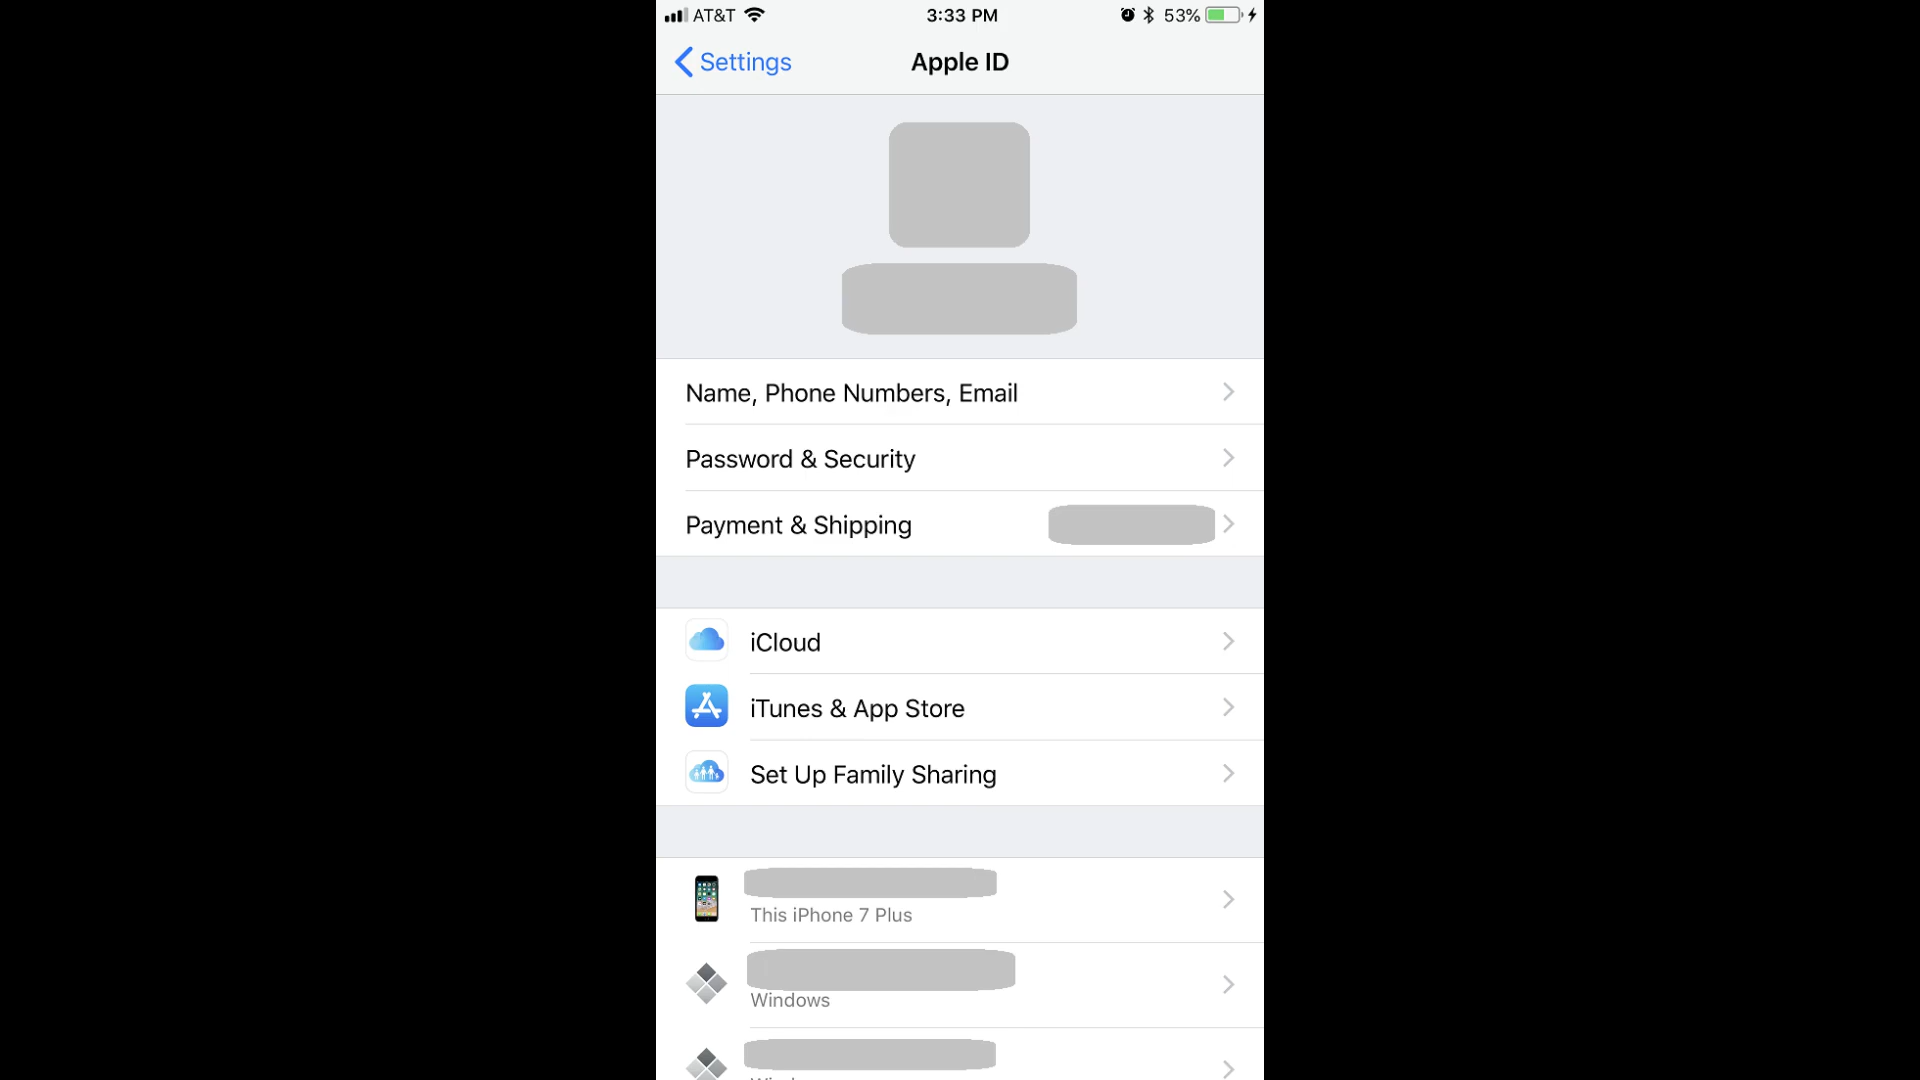 AT&T 3:33 PM 53%
Settings Apple ID
Name, Phone Numbers, Email
Password & Security
Payment & Shipping
iCloud
iTunes & App Store
Set Up Family Sharing
This iPhone 7 Plus
Windows